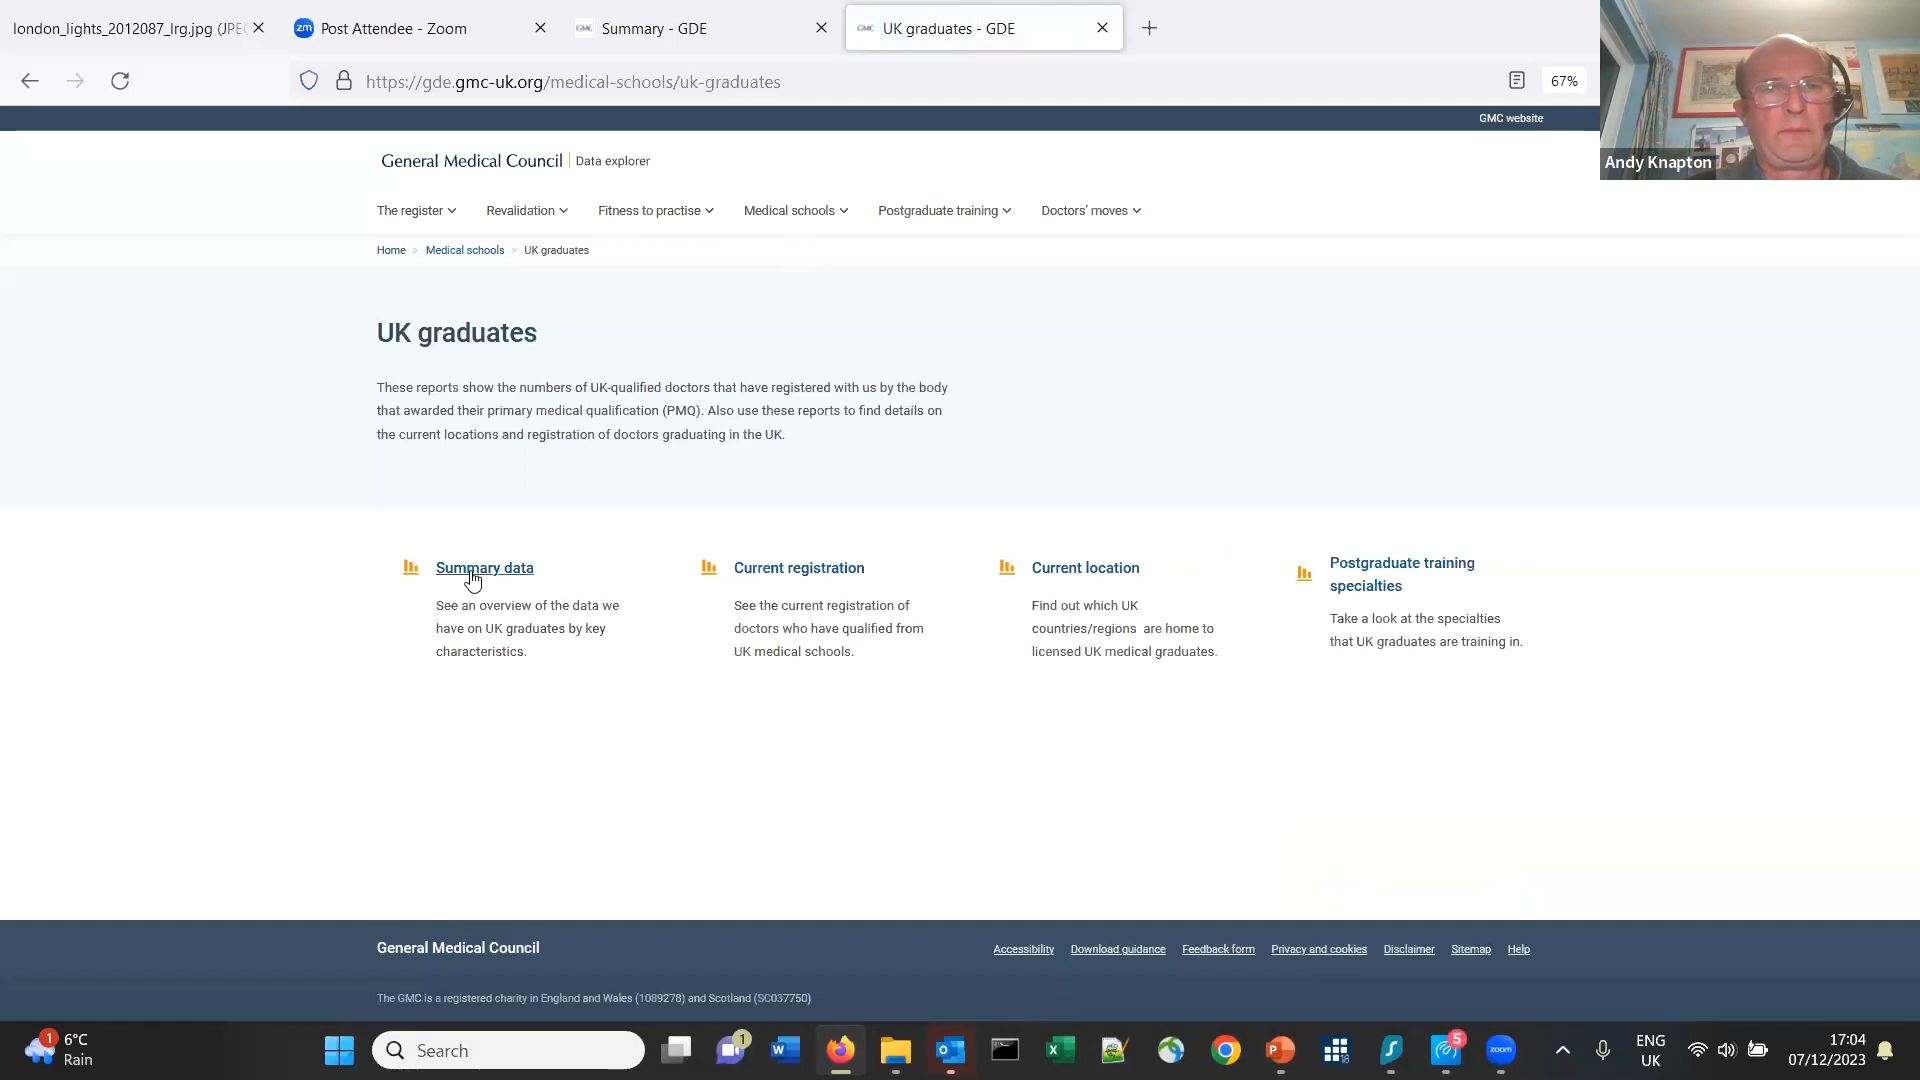 london_lights_2012087_lrg.jpg (JPEG
Post Attendee - Zoom
Summary - GDE
UK graduates - GDE
https://gde.gmc-uk.org/medical-schools/uk-graduates
67%
GMC website
Andy Knapton
General Medical Council | Data explorer
The register
Revalidation
Fitness to practise
Medical schools
Postgraduate training
Doctors' moves
Home > Medical schools > UK graduates
UK graduates
These reports show the numbers of UK-qualified doctors that have registered with us by the body
that awarded their primary medical qualification (PMQ). Also use these reports to find details on
the current locations and registration of doctors graduating in the UK.
Summary data
See an overview of the data we
have on UK graduates by key
characteristics.
Current registration
See the current registration of
doctors who have qualified from
UK medical schools.
Current location
Find out which UK
countries/regions are home to
licensed UK medical graduates.
Postgraduate training
specialties
Take a look at the specialties
that UK graduates are training in.
General Medical Council
Accessibility
Download guidance
Feedback form
Privacy and cookies
Disclaimer
Sitemap
Help
The GMC is a registered charity in England and Wales (1089278) and Scotland (SC037750)
1
6°C
Rain
Search
1
5
zoom
ENG
UK
17:04
07/12/2023